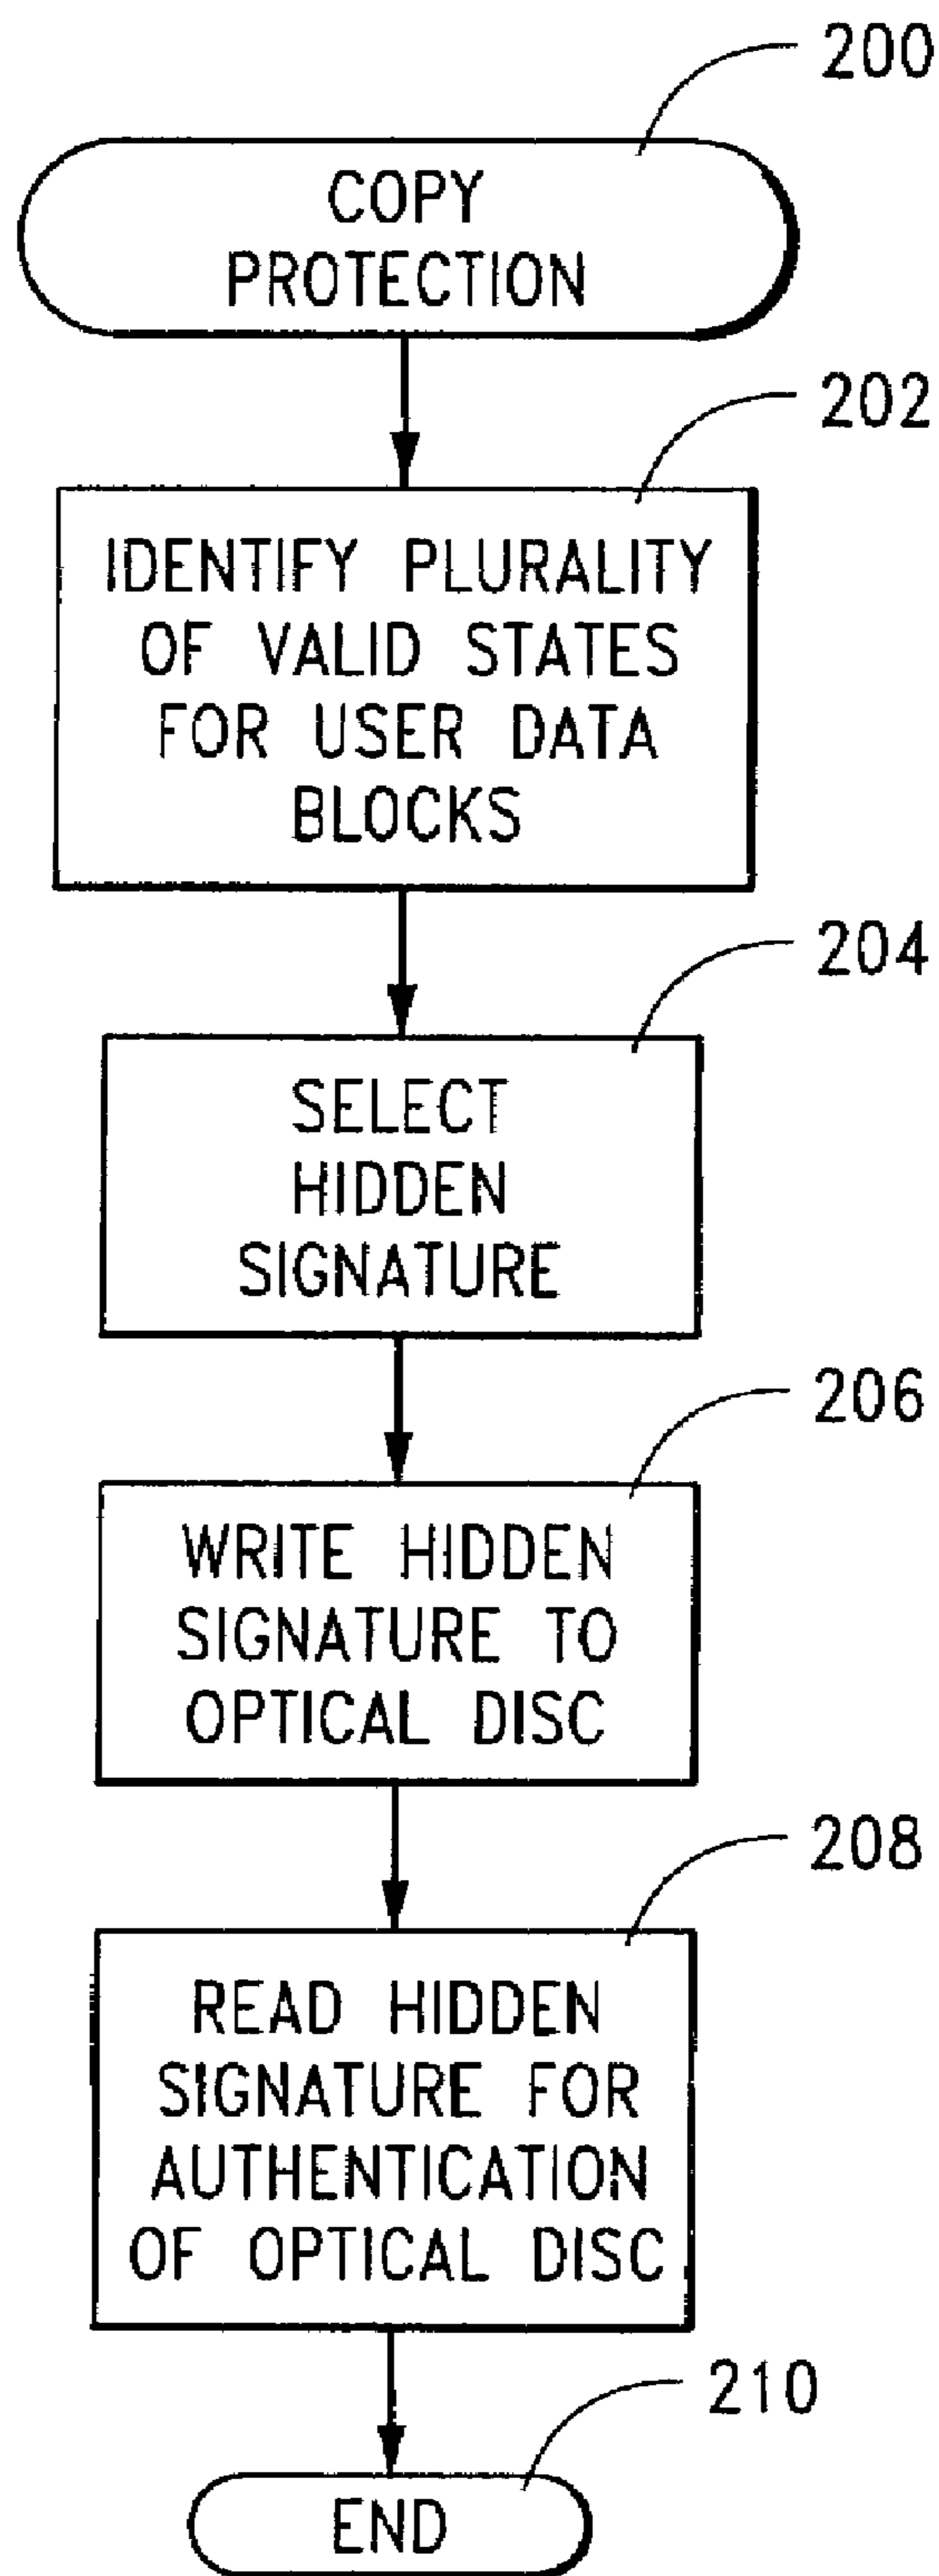 200
COPY
PROTECTION
202
IDENTIFY PLURALITY
OF VALID STATES
FOR USER DATA
BLOCKS
204
SELECT
HIDDEN
SIGNATURE
206
WRITE HIDDEN
SIGNATURE TO
OPTICAL DISC
208
READ HIDDEN
SIGNATURE FOR
AUTHENTICATION
OF OPTICAL DISC
210
END